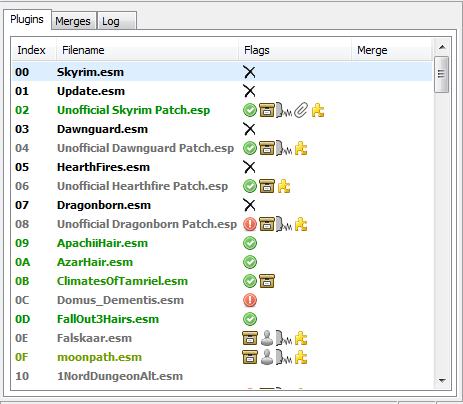 Plugins Merges Log
Index Filename Flags Merge
00 Skyrim.esm
01 Update.esm
02 Unofficial Skyrim Patch.esp
03 Dawnguard.esm
04 Unofficial Dawnguard Patch.esp
05 HearthFires.esm
06 Unofficial Hearthfire Patch.esp
07 Dragonborn.esm
08 Unofficial Dragonborn Patch.esp
09 ApachiiHair.esm
0A AzarHair.esm
0B ClimatesOfTamriel.esm
0C Domus_Dementis.esm
0D FallOut3Hairs.esm
0E Falskaar.esm
0F moonpath.esm
10 1NordDungeonAlt.esm